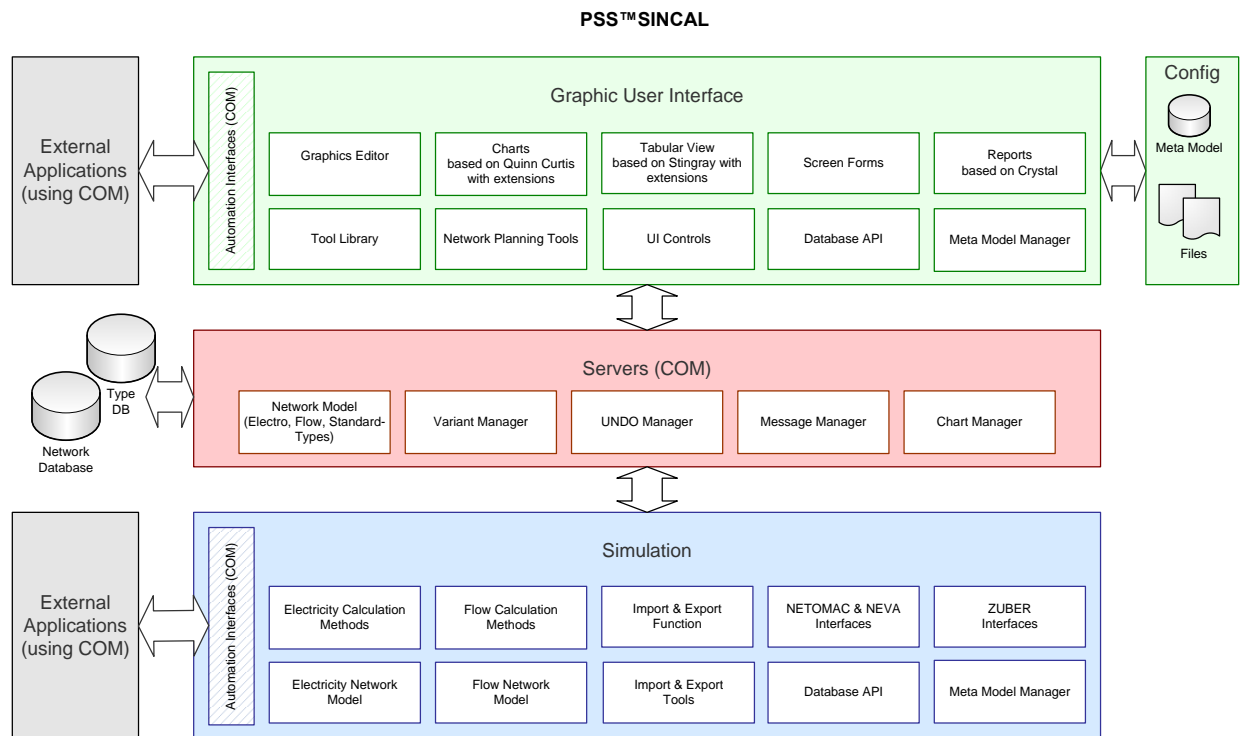 PSS™SINCAL
External
Applications
(using COM)
Automation Interfaces (COM)
Graphic User Interface
Graphics Editor
Charts
based on Quinn Curtis
with extensions
Tabular View
based on Stingray with
extensions
Screen Forms
Reports
based on Crystal
Tool Library
Network Planning Tools
UI Controls
Database API
Meta Model Manager
Config
Meta Model
Files
Type
DB
Network
Database
Servers (COM)
Network Model
(Electro, Flow, Standard-
Types)
Variant Manager
UNDO Manager
Message Manager
Chart Manager
External
Applications
(using COM)
Automation Interfaces (COM)
Simulation
Electricity Calculation
Methods
Flow Calculation
Methods
Import & Export
Function
NETOMAC & NEVA
Interfaces
ZUBER
Interfaces
Electricity Network
Model
Flow Network
Model
Import & Export
Tools
Database API
Meta Model Manager